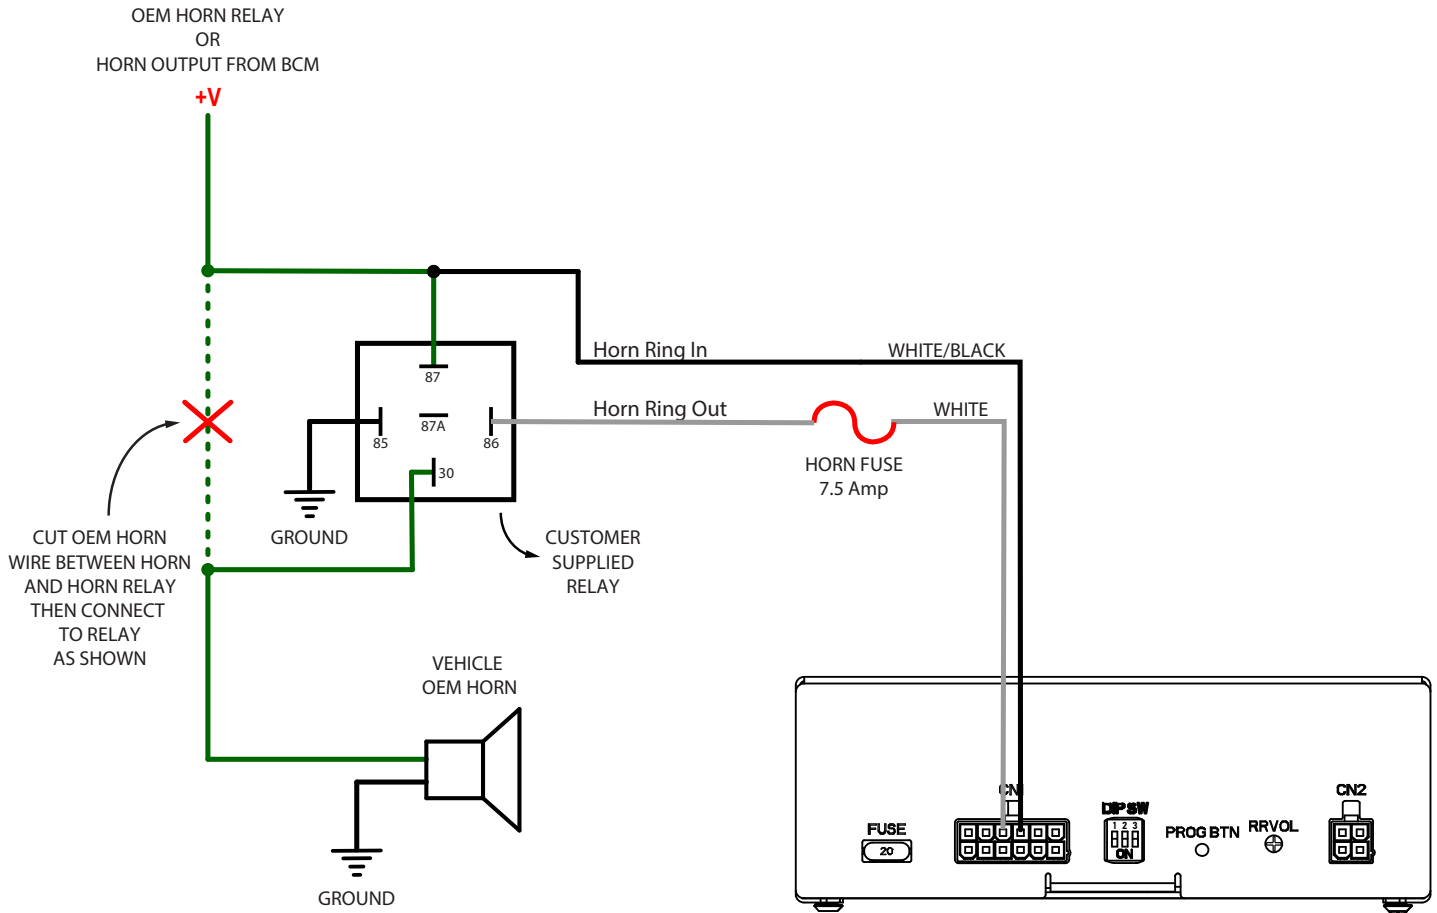 OEM HORN RELAY
OR
HORN OUTPUT FROM BCM
+V
Horn Ring In
WHITE/BLACK
87
Horn Ring Out
WHITE
87A
85
86
30
HORN FUSE
7.5 Amp
GROUND
CUT OEM HORN
WIRE BETWEEN HORN
AND HORN RELAY
THEN CONNECT
TO RELAY
AS SHOWN
CUSTOMER
SUPPLIED
RELAY
VEHICLE
OEM HORN
GROUND
CN1
CN2
DIP SW
FUSE
20
1 2 3
ON
PROG BTN
RRVOL